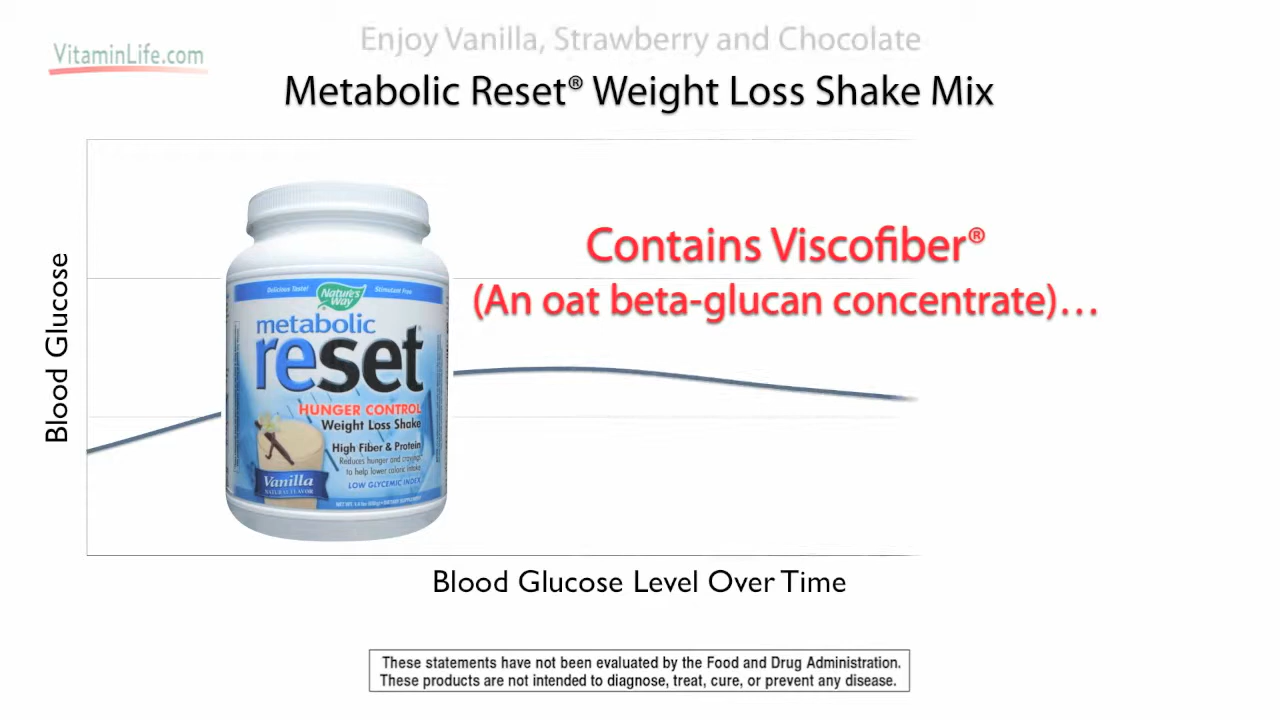 VitaminLife.com
Enjoy Vanilla, Strawberry and Chocolate
Metabolic Reset® Weight Loss Shake Mix
Contains Viscofiber®
(An oat beta-glucan concentrate)…
Blood Glucose
Delicious Taste!
Stimulant Free
Nature's
Way
metabolic
reset
HUNGER CONTROL
Weight Loss Shake
High Fiber & Protein
Reduces hunger and cravings
to help lower caloric intake
LOW GLYCEMIC INDEX
Vanilla
NATURAL FLAVOR
Blood Glucose Level Over Time
These statements have not been evaluated by the Food and Drug Administration.
These products are not intended to diagnose, treat, cure, or prevent any disease.